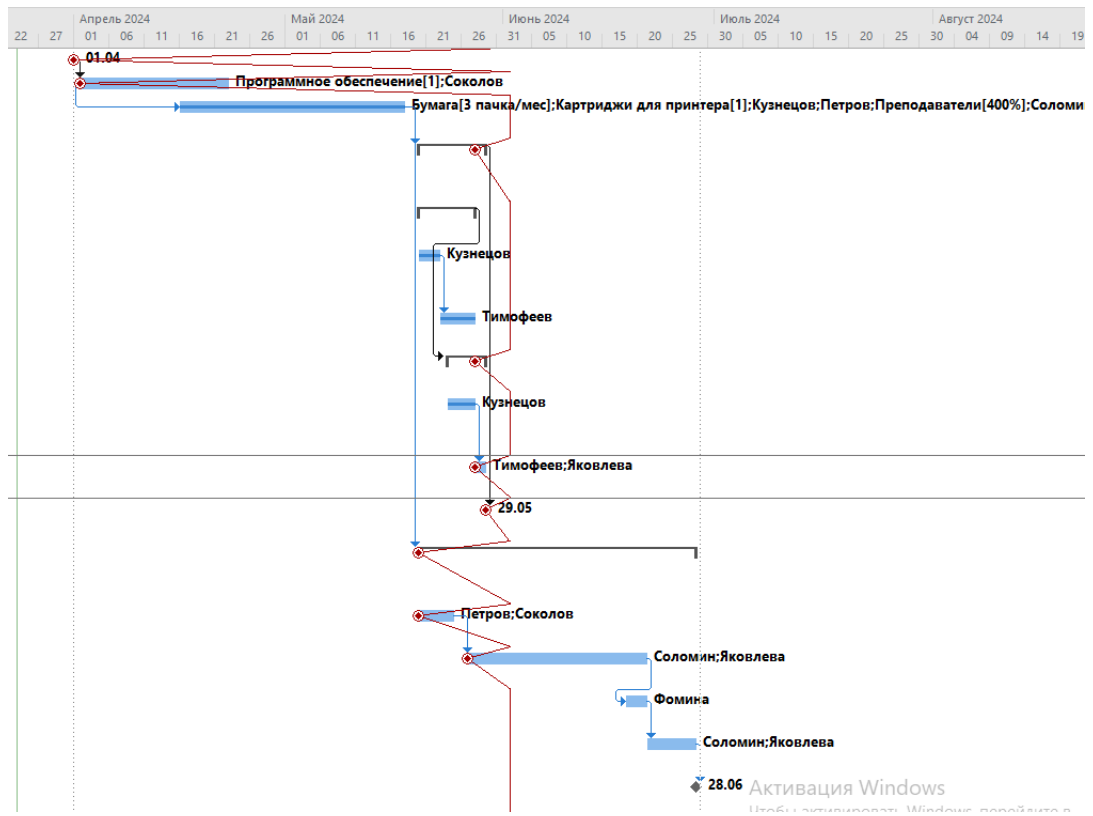 Апрель 2024 Май 2024 Июнь 2024 Июль 2024 Август 2024
22 27 01 06 11 16 21 26 01 06 11 16 21 26 31 05 10 15 20 25 30 05 10 15 20 25 30 04 09 14 19
01.04
Программное обеспечение[1];Соколов
Бумага[3 пачка/мес];Картриджи для принтера[1];Кузнецов;Петров;Преподаватели[400%];Соломи
Кузнецов
Тимофеев
Кузнецов
Тимофеев;Яковлева
29.05
Петров;Соколов
Соломин;Яковлева
Фомина
Соломин;Яковлева
28.06
Активация Windows
Чтобы активировать Windows, перейдите в